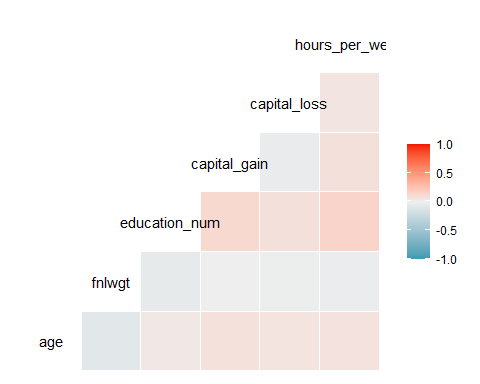 hours_per_we
capital_loss
capital_gain
education_num
fnlwgt
age
1.0
0.5
0.0
-0.5
-1.0